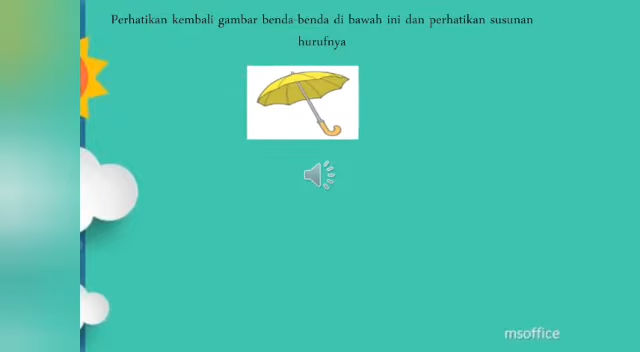 Perhatikan kembali gambar benda-benda di bawah ini dan perhatikan susunan
hurufnya
msoffice